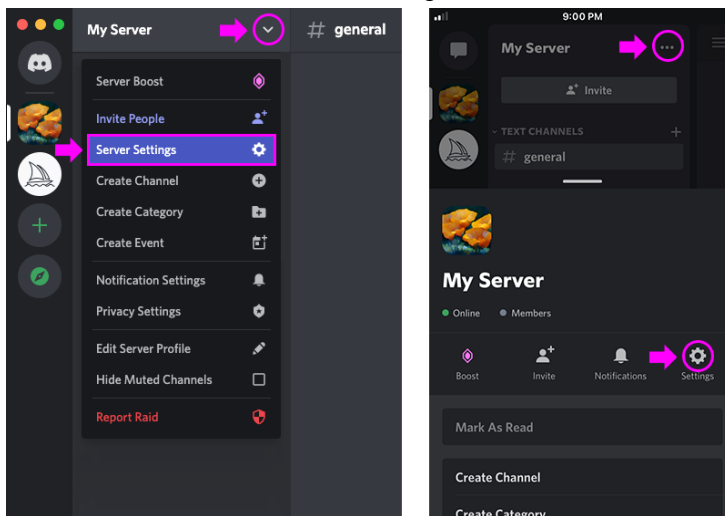 My Server
# general
Server Boost
Invite People
Server Settings
Create Channel
Create Category
Create Event
Notification Settings
Privacy Settings
Edit Server Profile
Hide Muted Channels
Report Raid
9:00 PM
My Server
Invite
TEXT CHANNELS
# general
My Server
Online Members
Boost Invite Notifications Settings
Mark As Read
Create Channel
Create Category